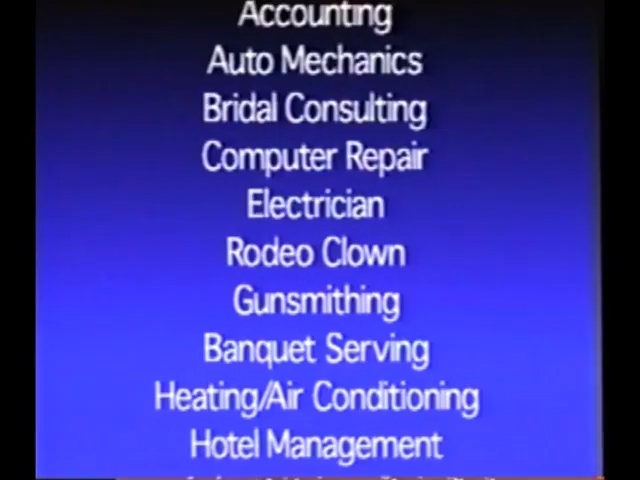 Accounting
Auto Mechanics
Bridal Consulting
Computer Repair
Electrician
Rodeo Clown
Gunsmithing
Banquet Serving
Heating/Air Conditioning
Hotel Management